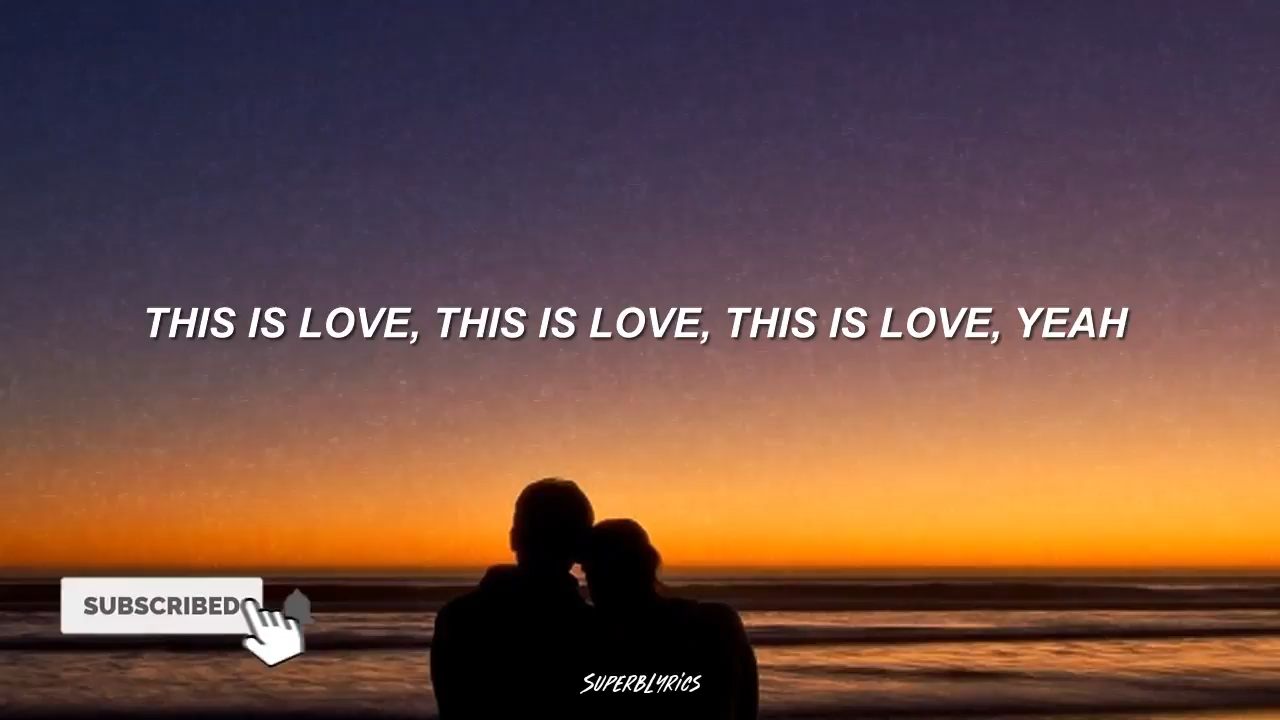 THIS IS LOVE, THIS IS LOVE, THIS IS LOVE, YEAH
SUBSCRIBED
SUPERBLYRICS